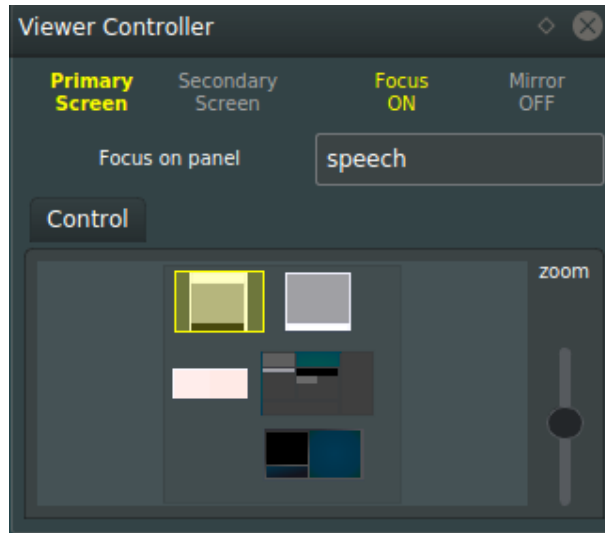 Viewer Controller
Primary Screen
Secondary Screen
Focus ON
Mirror OFF
Focus on panel
speech
Control
zoom